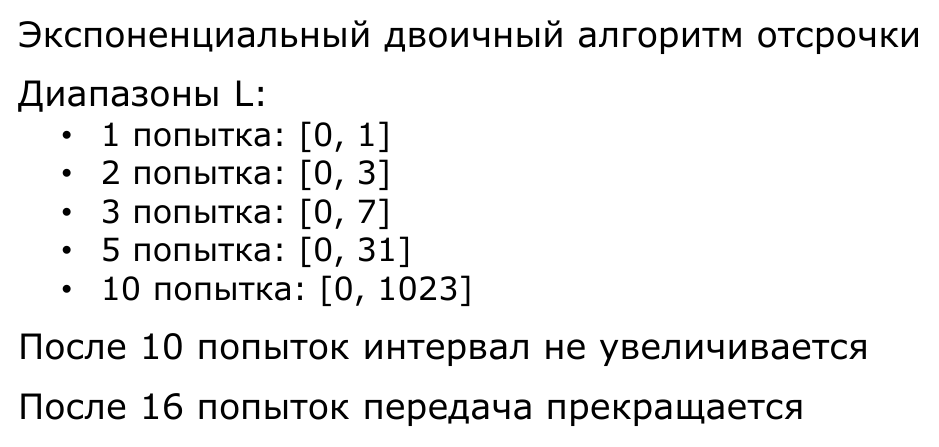 Экспоненциальный двоичный алгоритм отсрочки
Диапазоны L:
• 1 попытка: [0, 1]
• 2 попытка: [0, 3]
• 3 попытка: [0, 7]
• 5 попытка: [0, 31]
• 10 попытка: [0, 1023]
После 10 попыток интервал не увеличивается
После 16 попыток передача прекращается